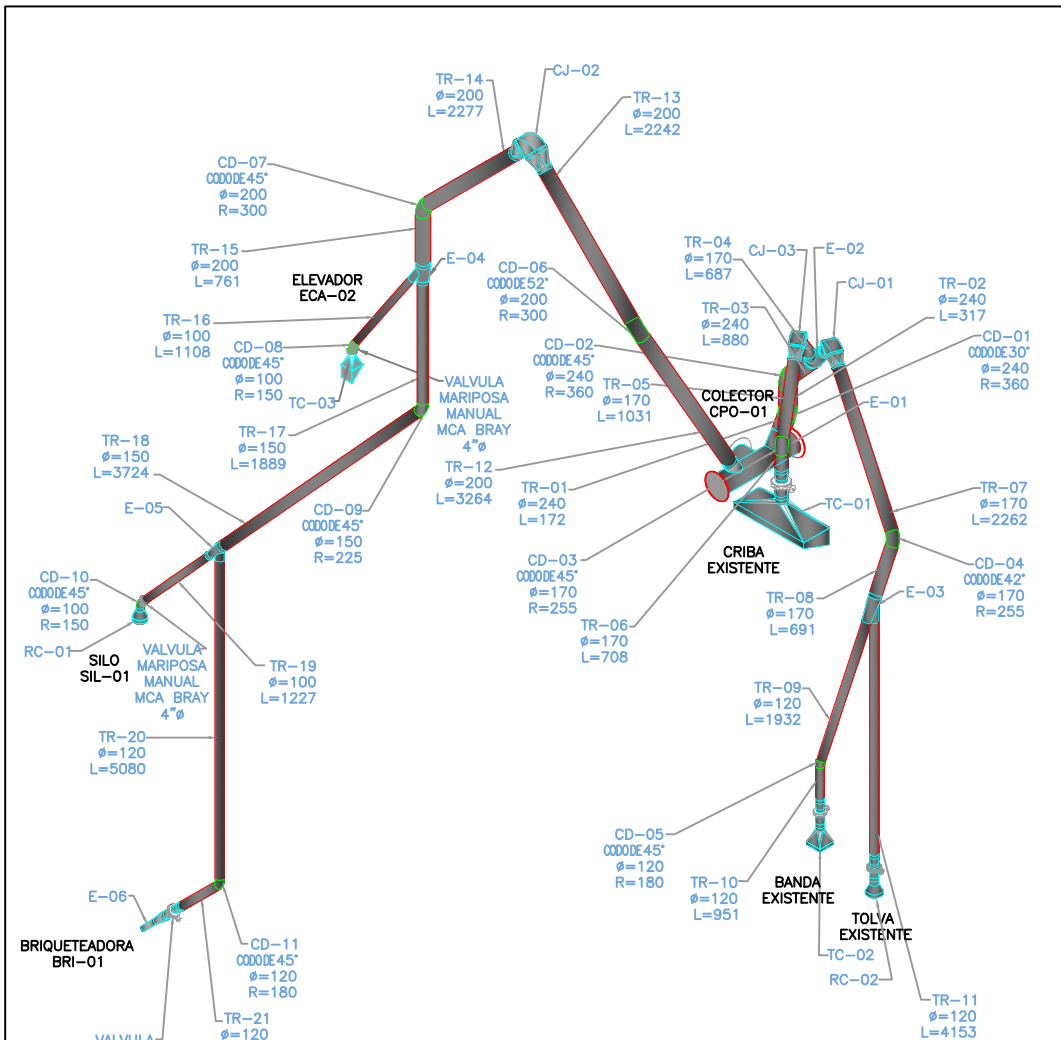 CJ-02
TR-14
ø=200
L=2277
TR-13
ø=200
L=2242
CD-07
CODODE45°
ø=200
R=300
TR-15
ø=200
L=761
E-04
ELEVADOR
ECA-02
TR-16
ø=100
L=1108
CD-08
CODODE45°
ø=100
R=150
TC-03
VALVULA
MARIPOSA
MANUAL
MCA BRAY
4"ø
CD-06
CODODE52°
ø=200
R=300
TR-04
ø=170
L=687
CJ-03
E-02
CJ-01
TR-02
ø=240
L=317
TR-03
ø=240
L=880
CD-01
CODODE30°
ø=240
R=360
CD-02
CODODE45°
ø=240
R=360
TR-05
ø=170
L=1031
COLECTOR
CPO-01
E-01
TR-17
ø=150
L=1889
TR-18
ø=150
L=3724
E-05
TR-12
ø=200
L=3264
TR-01
ø=240
L=172
TC-01
CRIBA
EXISTENTE
TR-07
ø=170
L=2262
CD-09
CODODE45°
ø=150
R=225
CD-03
CODODE45°
ø=170
R=255
CD-04
CODODE42°
ø=170
R=255
CD-10
CODODE45°
ø=100
R=150
RC-01
SILO
SIL-01
VALVULA
MARIPOSA
MANUAL
MCA BRAY
4"ø
TR-19
ø=100
L=1227
TR-06
ø=170
L=708
TR-08
ø=170
L=691
E-03
TR-09
ø=120
L=1932
TR-20
ø=120
L=5080
CD-05
CODODE45°
ø=120
R=180
TR-10
ø=120
L=951
BANDA
EXISTENTE
TOLVA
EXISTENTE
E-06
BRIQUETEADORA
BRI-01
CD-11
CODODE45°
ø=120
R=180
TC-02
RC-02
TR-11
ø=120
L=4153
TR-21
ø=120
VALVULA